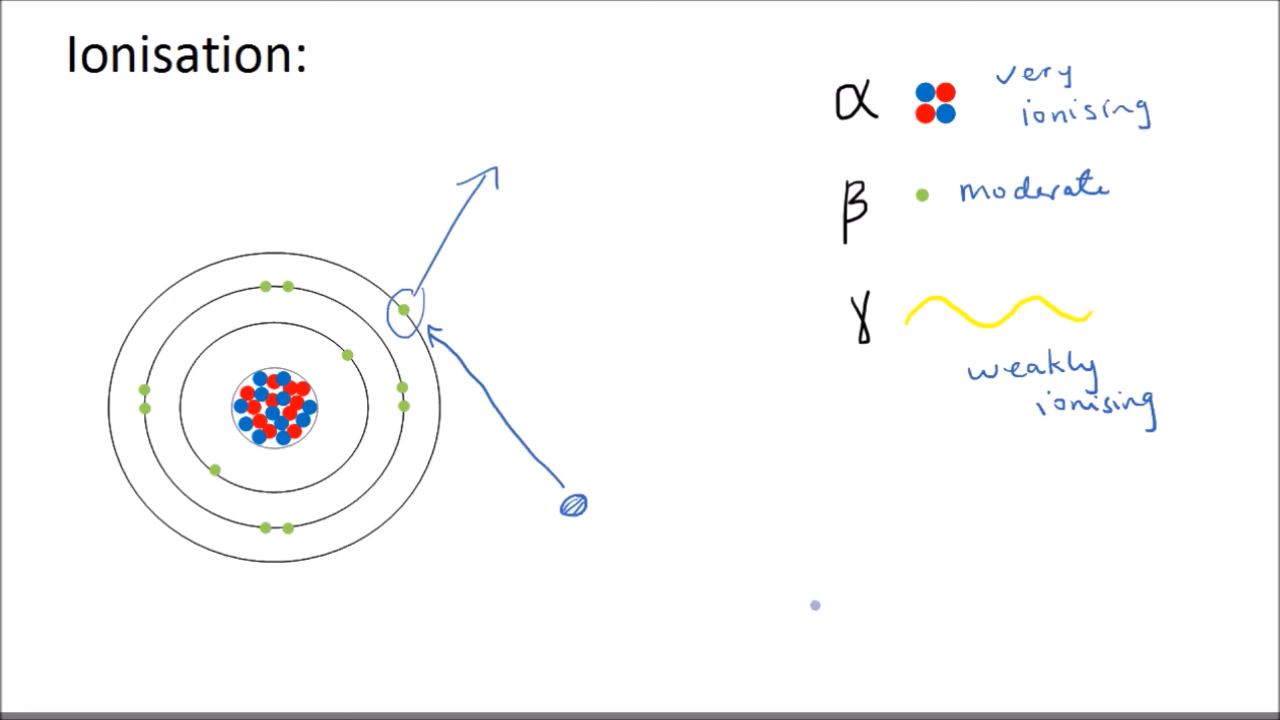 Ionisation:
α very
ionising
β moderate
γ
weakly
ionising